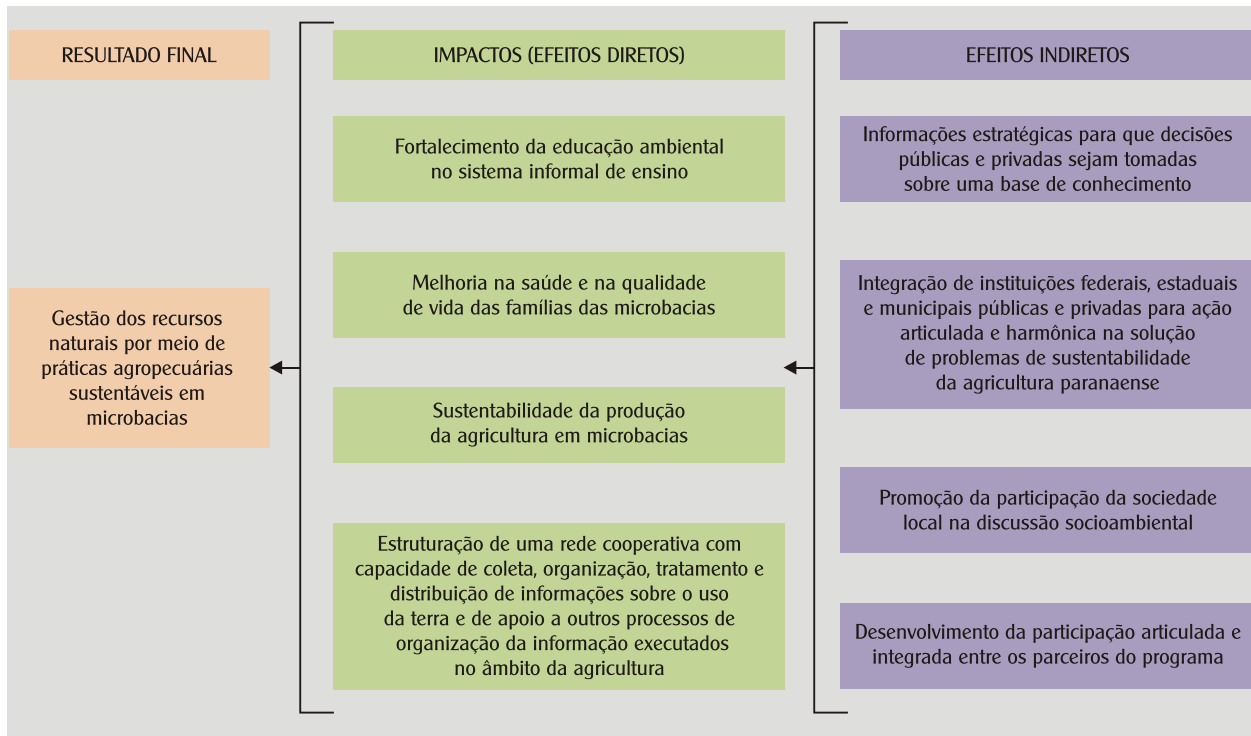 RESULTADO FINAL
Gestão dos recursos
naturais por meio de
práticas agropecuárias
sustentáveis em
microbacias
IMPACTOS (EFEITOS DIRETOS)
Fortalecimento da educação ambiental
no sistema informal de ensino
Melhoria na saúde e na qualidade
de vida das famílias das microbacias
Sustentabilidade da produção
da agricultura em microbacias
Estruturação de uma rede cooperativa com
capacidade de coleta, organização, tratamento e
distribuição de informações sobre o uso
da terra e de apoio a outros processos de
organização da informação executados
no âmbito da agricultura
EFEITOS INDIRETOS
Informações estratégicas para que decisões
públicas e privadas sejam tomadas
sobre uma base de conhecimento
Integração de instituições federais, estaduais
e municipais públicas e privadas para ação
articulada e harmônica na solução
de problemas de sustentabilidade
da agricultura paranaense
Promoção da participação da sociedade
local na discussão socioambiental
Desenvolvimento da participação articulada e
integrada entre os parceiros do programa